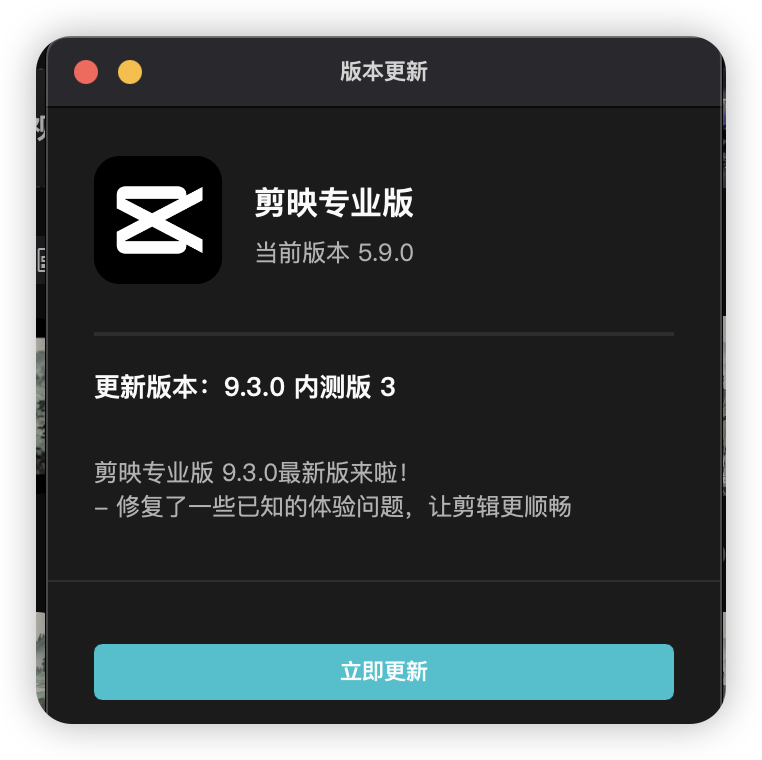 版本更新
剪映专业版
当前版本 5.9.0
更新版本：9.3.0 内测版 3
剪映专业版 9.3.0最新版来啦！
– 修复了一些已知的体验问题，让剪辑更顺畅
立即更新